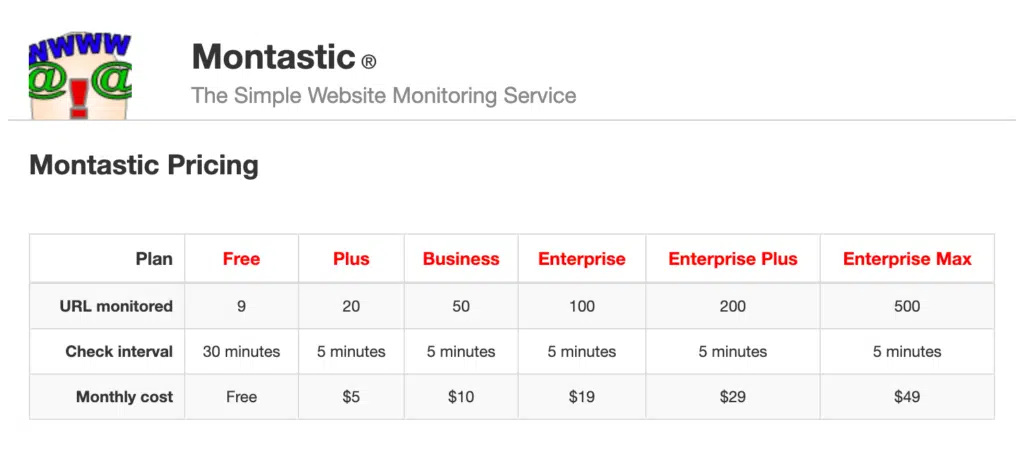 NWWW
@!@
Montastic ®
The Simple Website Monitoring Service
Montastic Pricing
Plan Free Plus Business Enterprise Enterprise Plus Enterprise Max
URL monitored 9 20 50 100 200 500
Check interval 30 minutes 5 minutes 5 minutes 5 minutes 5 minutes 5 minutes
Monthly cost Free $5 $10 $19 $29 $49